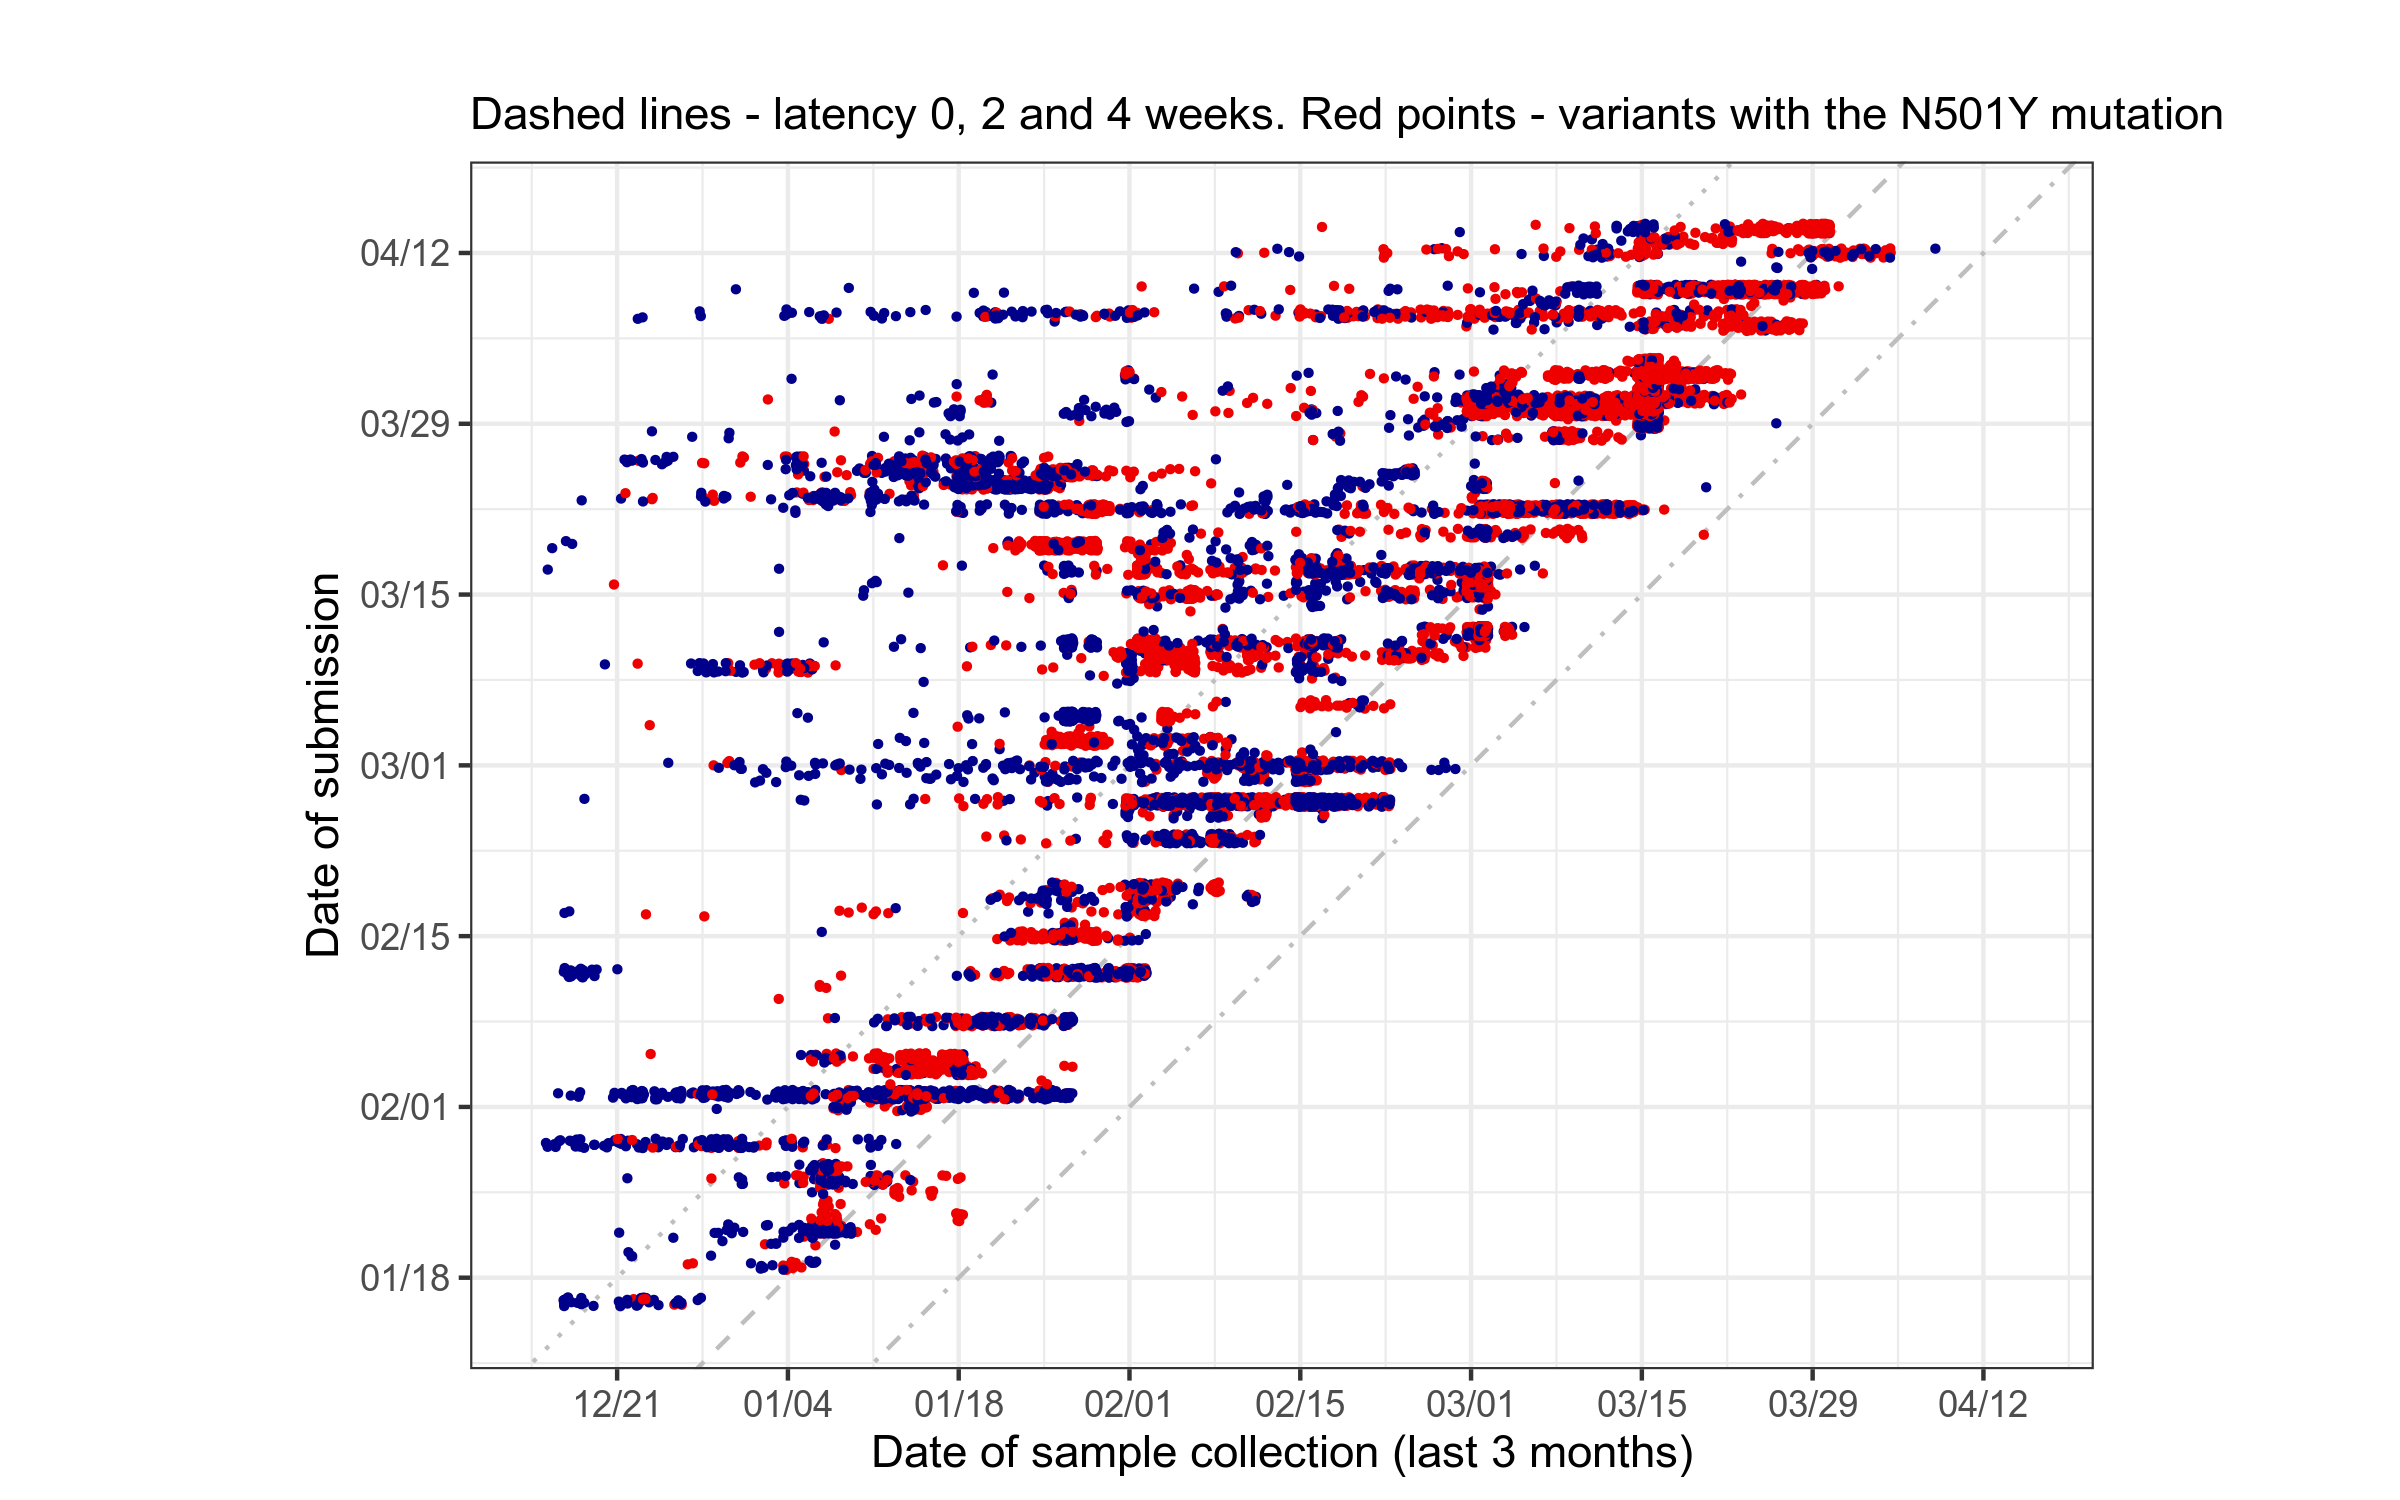 Dashed lines - latency 0, 2 and 4 weeks. Red points - variants with the N501Y mutation
Date of submission
04/12
03/29
03/15
03/01
02/15
02/01
01/18
12/21 01/04 01/18 02/01 02/15 03/01 03/15 03/29 04/12
Date of sample collection (last 3 months)